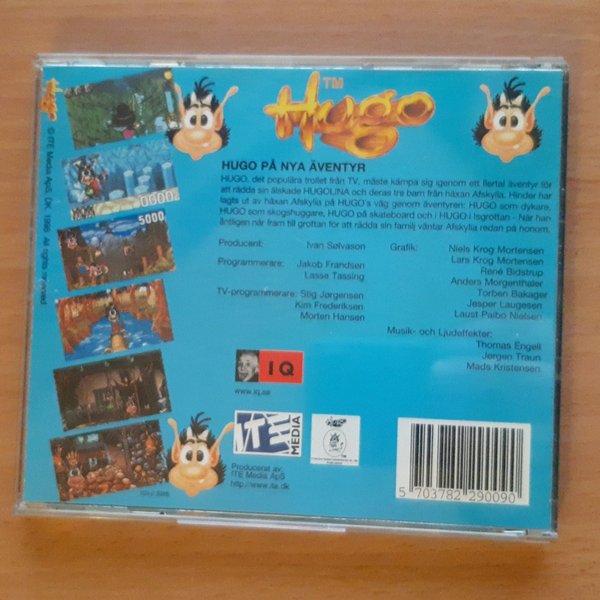 Hugo
TM
Hugo
© ITE Media ApS, DK, 1996. All rights reserved.
0600
5000
HUGO PÅ NYA ÄVENTYR
HUGO, det populära trollet från TV, måste kämpa sig igenom ett flertal äventyr för
att rädda sin älskade HUGOLINA och deras tre barn från häxan Afskylia. Hinder har
lagts ut av häxan Afskylia på HUGO's väg genom äventyren: HUGO som dykare,
HUGO som skogshuggare, HUGO på skateboard och i HUGO i Isgrottan - När han
äntligen når fram till grottan för att rädda sin familj väntar Afskylia redan på honom.
Producent: Ivan Sølvason
Programmerare: Jakob Frandsen
Lasse Tassing
TV-programmerare: Stig Jørgensen
Kim Frederiksen
Morten Hansen
Grafik: Niels Krog Mortensen
Lars Krog Mortensen
René Bidstrup
Anders Morgenthaler
Torben Bakager
Jesper Laugesen
Laust Palbo Nielsen
Musik- och Ljudeffekter:
Thomas Engell
Jørgen Traun
Mads Kristensen
IQ
www.iq.se
ITE
MEDIA
Producerat av:
ITE Media ApS
http://www.ite.dk
5 703782 290090